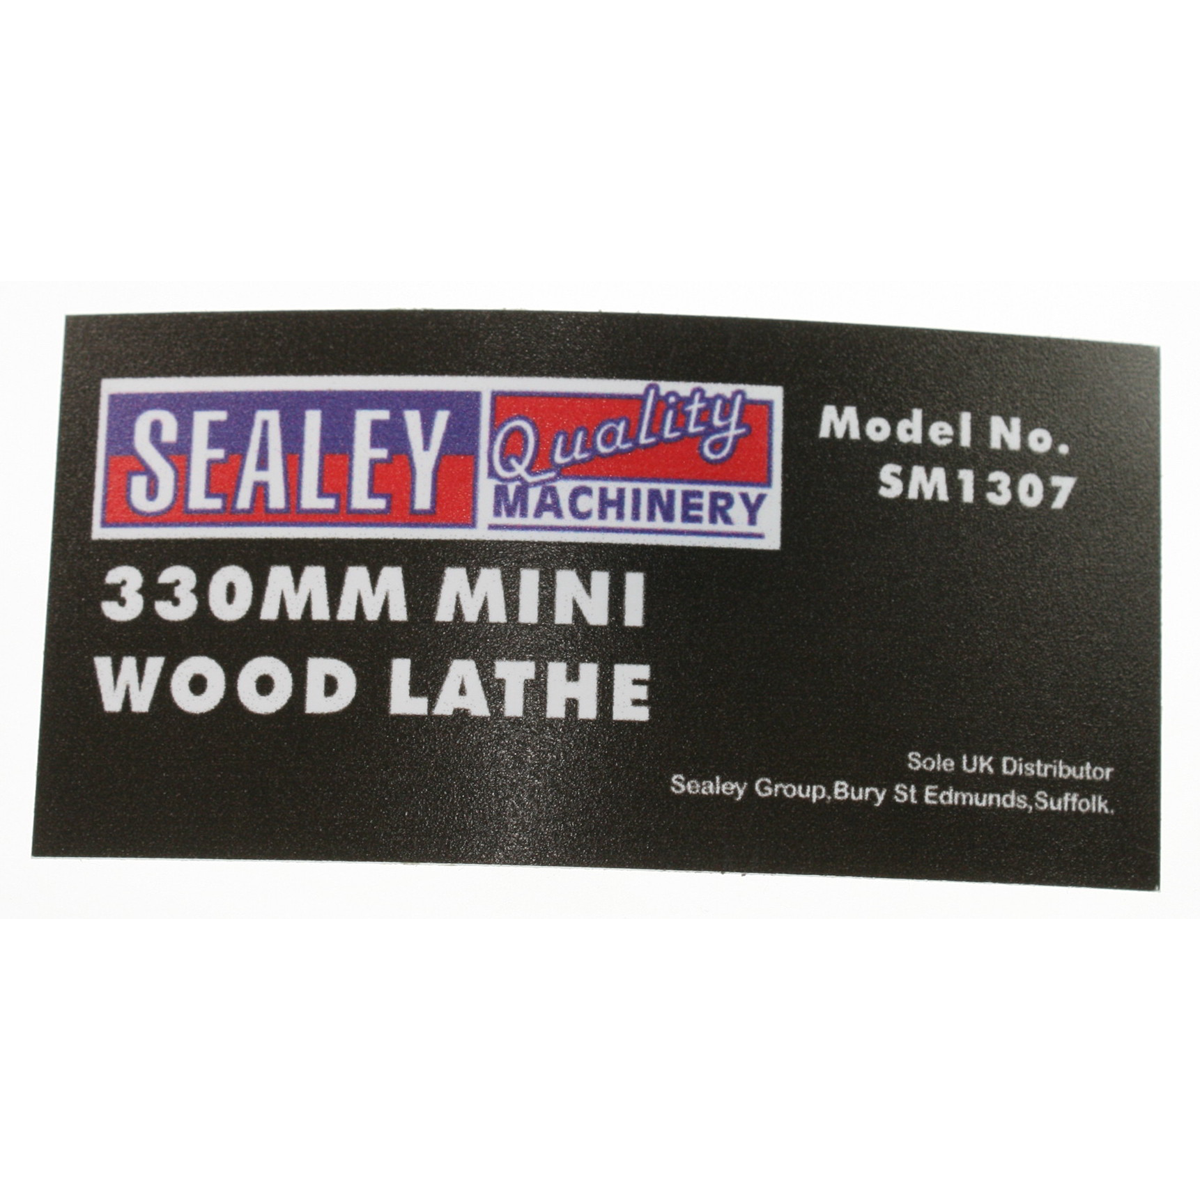 SEALEY Quality
MACHINERY
Model No.
SM1307
330MM MINI
WOOD LATHE
Sole UK Distributor
Sealey Group,Bury St Edmunds,Suffolk.